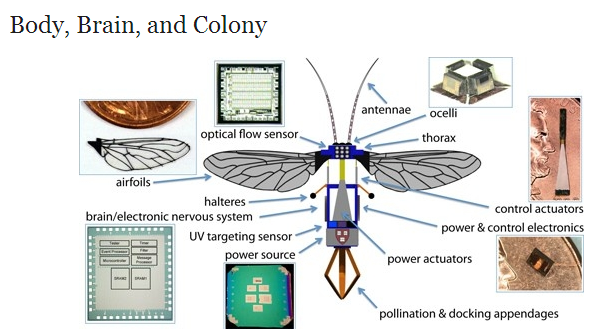 Body, Brain, and Colony
antennae
ocelli
optical flow sensor
thorax
airfoils
halteres
control actuators
brain/electronic nervous system
power & control electronics
UV targeting sensor
power source
power actuators
pollination & docking appendages
Tester
Timer
Event Processor
Filter
Microcontroller
Message
Processor
SRAM2
SRAM1